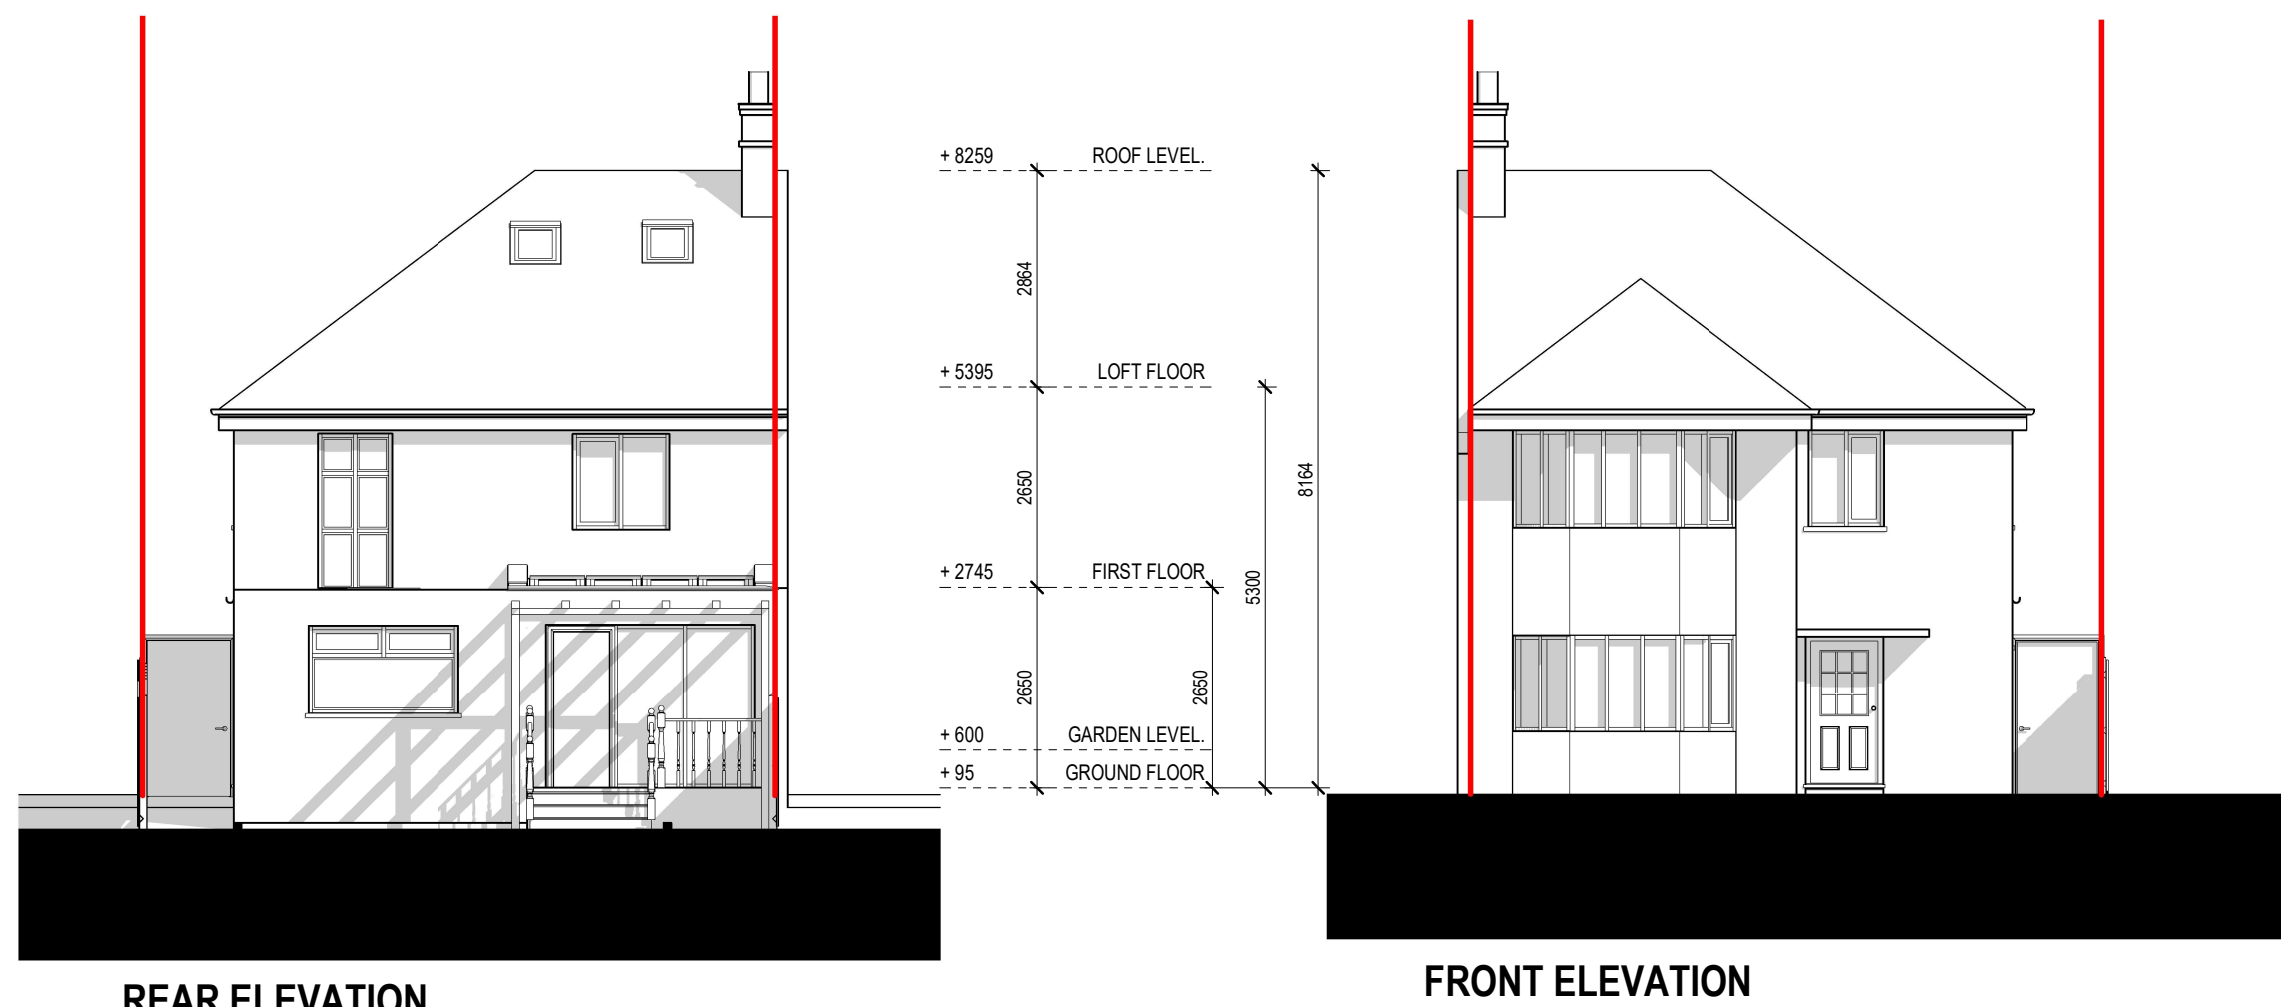 + 8259 ROOF LEVEL.
2864
+ 5395 LOFT FLOOR
2650
8164
+ 2745 FIRST FLOOR
5300
2650
2650
+ 600 GARDEN LEVEL.
+ 95 GROUND FLOOR
FRONT ELEVATION
REAR ELEVATION